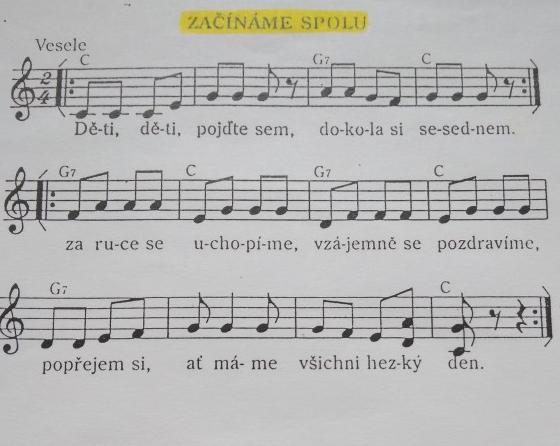 ZAČÍNÁME SPOLU
Vesele
C G7 C
2
4
Dě-ti, dě-ti, pojďte sem, do-ko-la si se-sed-nem.
G7 C G7 C
za ru-ce se u-cho-pí-me, vzá-jemně se pozdravíme,
G7 C
popřejem si, ať má-me všichni hez-ký den.